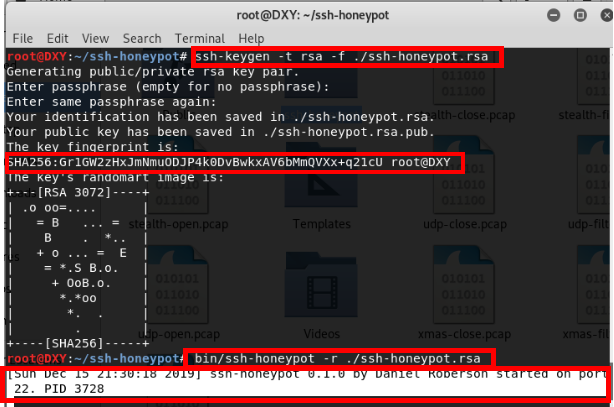 root@DXY: ~/ssh-honeypot
File Edit View Search Terminal Help
root@DXY:~/ssh-honeypot# ssh-keygen -t rsa -f ./ssh-honeypot.rsa
Generating public/private rsa key pair.
Enter passphrase (empty for no passphrase):
Enter same passphrase again:
Your identification has been saved in ./ssh-honeypot.rsa.
Your public key has been saved in ./ssh-honeypot.rsa.pub.
The key fingerprint is:
SHA256:Gr1GW2zHxJmNmuODJP4k0DvBwkxAV6bMmQVXx+q21cU root@DXY
The key's randomart image is:
+---[RSA 3072]----+
| .o oo=....      |
|   = B   ... =   |
|    B    .  *..  |
|   + o ... =  E  |
|    = *.S B.o.   |
|     + OoB.o.    |
|      *.*oo      |
|       *.  .     |
|        .        |
+----[SHA256]-----+
root@DXY:~/ssh-honeypot# bin/ssh-honeypot -r ./ssh-honeypot.rsa
[Sun Dec 15 21:30:18 2019] ssh-honeypot 0.1.0 by Daniel Roberson started on port
22. PID 3728
stealth-close.pcap
stealth-fi
stealth-open.pcap
Templates
udp-close.pcap
udp-filt
udp-open.pcap
Videos
xmas-close.pcap
xmas-fil